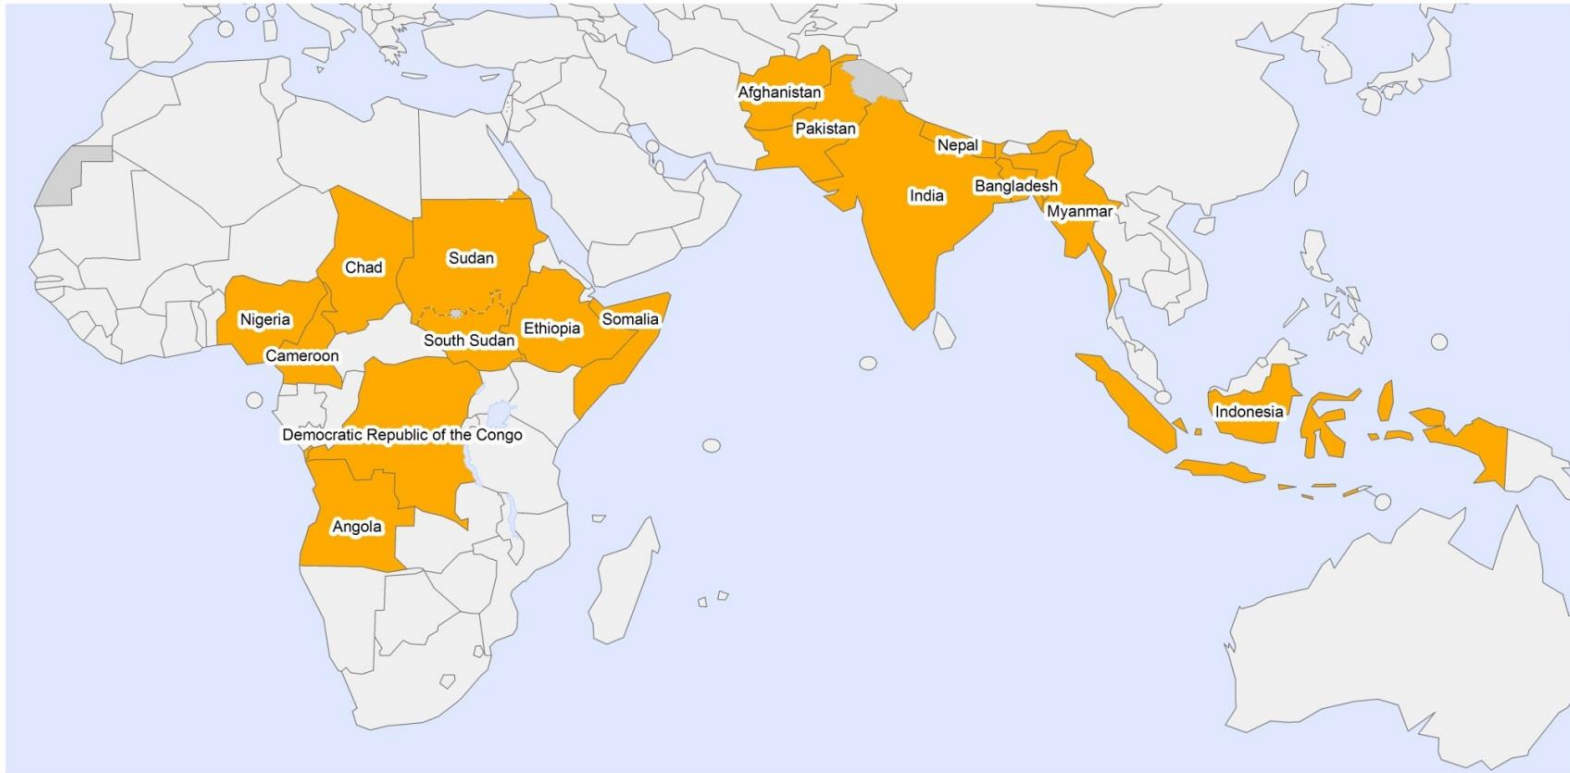 Afghanistan
Pakistan
Nepal
Bangladesh
India
Myanmar
Sudan
Chad
Nigeria
Somalia
Ethiopia
South Sudan
Cameroon
Indonesia
Democratic Republic of the Congo
Angola